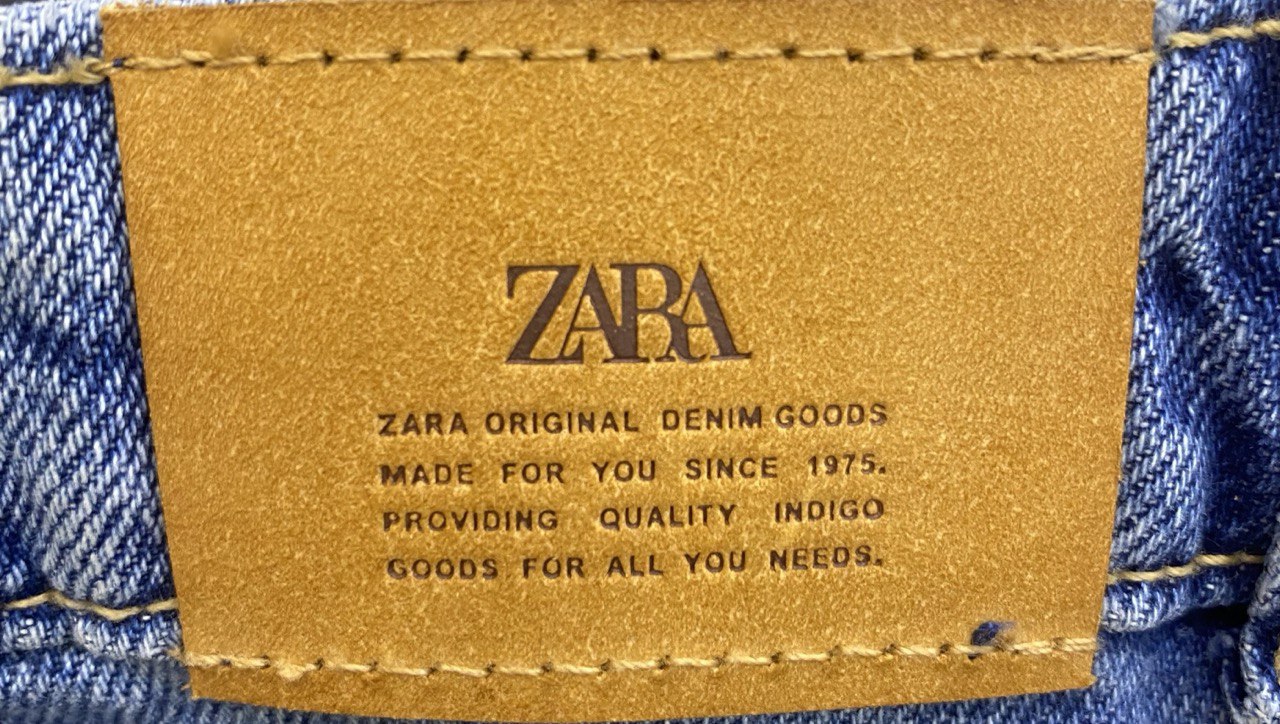 ZARA
ZARA ORIGINAL DENIM GOODS
MADE FOR YOU SINCE 1975.
PROVIDING QUALITY INDIGO
GOODS FOR ALL YOU NEEDS.